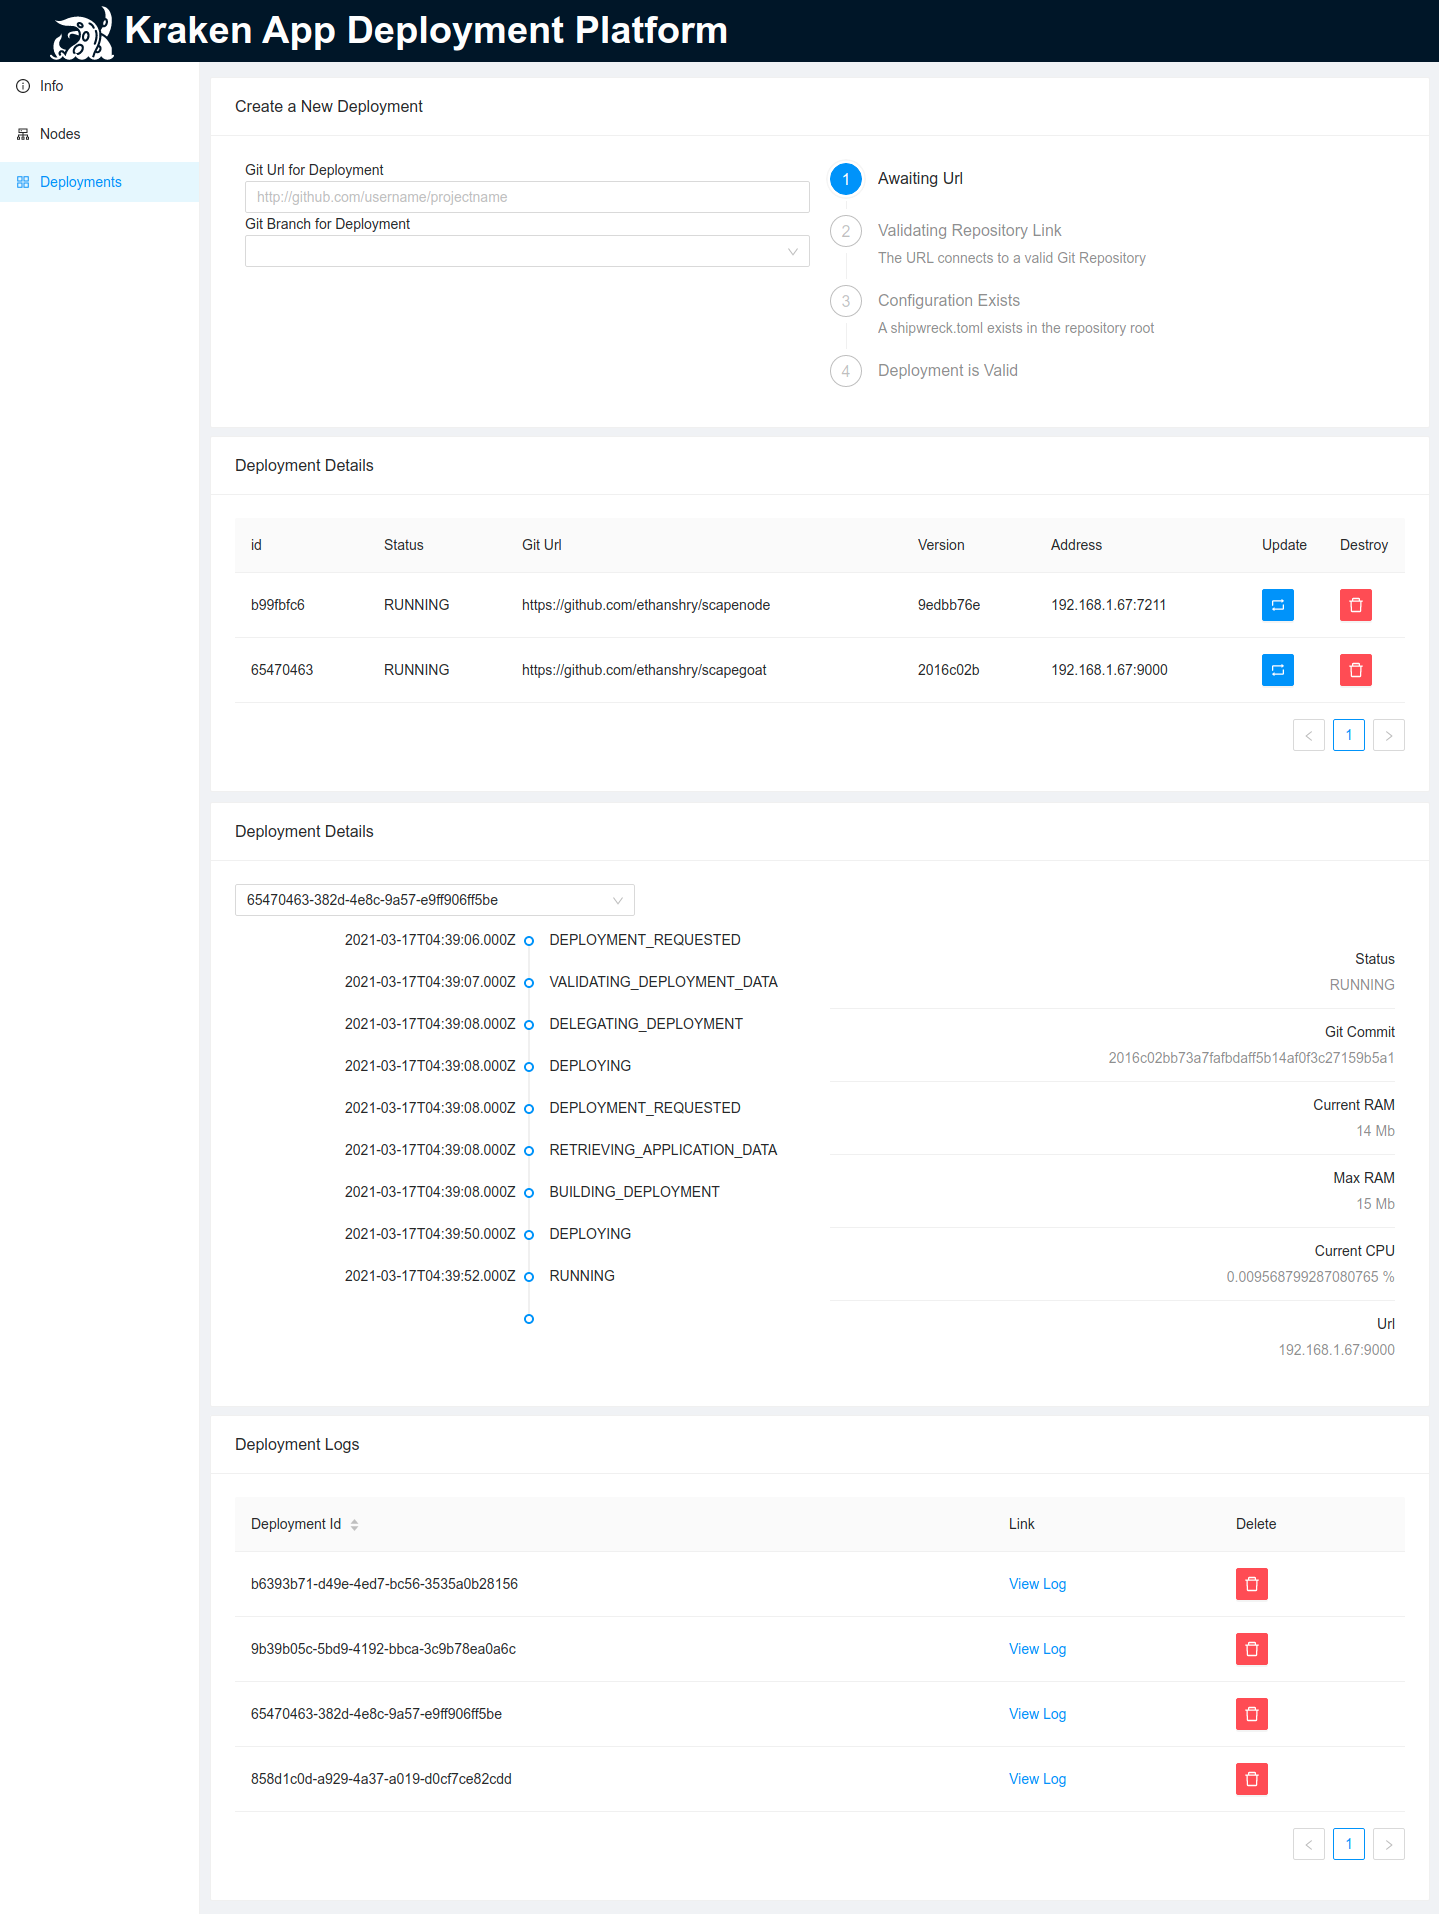 Kraken App Deployment Platform
Info
Nodes
Deployments
Create a New Deployment
Git Url for Deployment
http://github.com/username/projectname
Git Branch for Deployment
1 Awaiting Url
2 Validating Repository Link
The URL connects to a valid Git Repository
3 Configuration Exists
A shipwreck.toml exists in the repository root
4 Deployment is Valid
Deployment Details
id Status Git Url Version Address Update Destroy
b99fbfc6 RUNNING https://github.com/ethanshry/scapenode 9edbb76e 192.168.1.67:7211
65470463 RUNNING https://github.com/ethanshry/scapegoat 2016c02b 192.168.1.67:9000
< 1 >
Deployment Details
65470463-382d-4e8c-9a57-e9ff906ff5be
2021-03-17T04:39:06.000Z DEPLOYMENT_REQUESTED
2021-03-17T04:39:07.000Z VALIDATING_DEPLOYMENT_DATA
2021-03-17T04:39:08.000Z DELEGATING_DEPLOYMENT
2021-03-17T04:39:08.000Z DEPLOYING
2021-03-17T04:39:08.000Z DEPLOYMENT_REQUESTED
2021-03-17T04:39:08.000Z RETRIEVING_APPLICATION_DATA
2021-03-17T04:39:08.000Z BUILDING_DEPLOYMENT
2021-03-17T04:39:50.000Z DEPLOYING
2021-03-17T04:39:52.000Z RUNNING
Status
RUNNING
Git Commit
2016c02bb73a7fafbdaff5b14af0f3c27159b5a1
Current RAM
14 Mb
Max RAM
15 Mb
Current CPU
0.009568799287080765 %
Url
192.168.1.67:9000
Deployment Logs
Deployment Id Link Delete
b6393b71-d49e-4ed7-bc56-3535a0b28156 View Log
9b39b05c-5bd9-4192-bbca-3c9b78ea0a6c View Log
65470463-382d-4e8c-9a57-e9ff906ff5be View Log
858d1c0d-a929-4a37-a019-d0cf7ce82cdd View Log
< 1 >